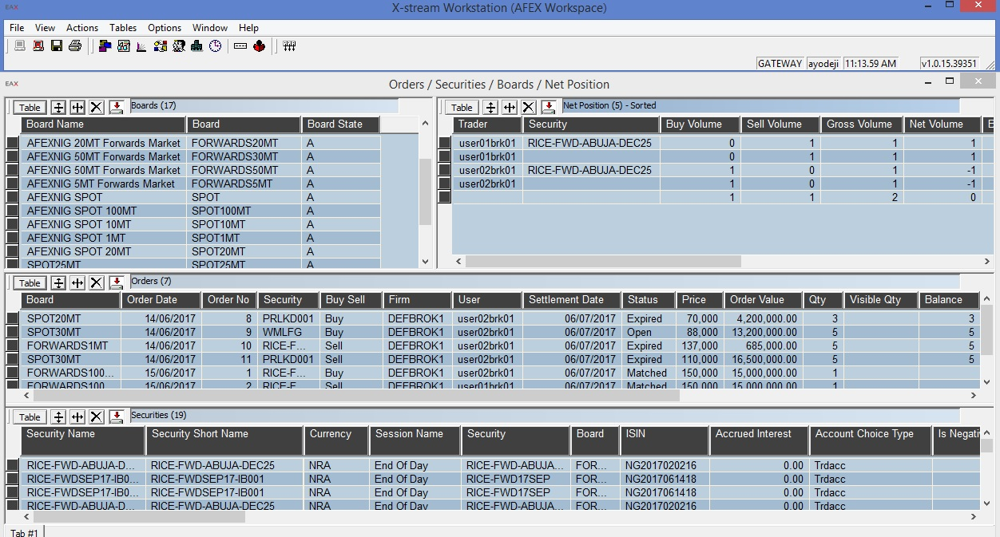 EAX X-stream Workstation (AFEX Workspace)
File View Actions Tables Options Window Help
GATEWAY ayodeji 11:13.59 AM v1.0.15.39351
EAX Orders / Securities / Boards / Net Position
Table Boards (17)
Board Name Board Board State
AFEXNIG 20MT Forwards Market FORWARDS20MT A
AFEXNIG 50MT Forwards Market FORWARDS30MT A
AFEXNIG 50MT Forwards Market FORWARDS50MT A
AFEXNIG 5MT Forwards Market FORWARDS5MT A
AFEXNIG SPOT SPOT A
AFEXNIG SPOT 100MT SPOT100MT A
AFEXNIG SPOT 10MT SPOT10MT A
AFEXNIG SPOT 1MT SPOT1MT A
AFEXNIG SPOT 20MT SPOT20MT A
SPOT25MT SPOT25MT A
Table Net Position (5) - Sorted
Trader Security Buy Volume Sell Volume Gross Volume Net Volume E
user01brk01 RICE-FWD-ABUJA-DEC25 0 1 1 1
user01brk01 0 1 1 1
user02brk01 RICE-FWD-ABUJA-DEC25 1 0 1 -1
user02brk01 1 0 1 -1
1 1 2 0
Table Orders (7)
Board Order Date Order No Security Buy Sell Firm User Settlement Date Status Price Order Value Qty Visible Qty Balance
SPOT20MT 14/06/2017 8 PRLKD001 Buy DEFBROK1 user02brk01 06/07/2017 Expired 70,000 4,200,000.00 3 3
SPOT30MT 14/06/2017 9 WMLFG Buy DEFBROK1 user02brk01 06/07/2017 Open 88,000 13,200,000.00 5 5
FORWARDS1MT 14/06/2017 10 RICE-F... Sell DEFBROK1 user02brk01 06/07/2017 Expired 137,000 685,000.00 5 5
SPOT30MT 14/06/2017 11 PRLKD001 Sell DEFBROK1 user02brk01 06/07/2017 Expired 110,000 16,500,000.00 5 5
FORWARDS100... 15/06/2017 1 RICE-F... Buy DEFBROK1 user02brk01 06/07/2017 Matched 150,000 15,000,000.00 1
FORWARDS100 15/06/2017 2 RICE-F Sell DEFBROK1 user01brk01 06/07/2017 Matched 150,000 15,000,000.00 1
Table Securities (19)
Security Name Security Short Name Currency Session Name Security Board ISIN Accrued Interest Account Choice Type Is Negati
RICE-FWD-ABUJA-D... RICE-FWD-ABUJA-DEC25 NRA End Of Day RICE-FWD-ABUJA... FOR... NG2017020216 0.00 Trdacc
RICE-FWDSEP17-IB0... RICE-FWDSEP17-IB001 NRA End Of Day RICE-FWD17SEP FOR... NG2017061418 0.00 Trdacc
RICE-FWDSEP17-IB0... RICE-FWDSEP17-IB001 NRA End Of Day RICE-FWD17SEP FOR... NG2017061418 0.00 Trdacc
RICE-FWD-ABUJA-D... RICE-FWD-ABUJA-DEC25 NRA End Of Day RICE-FWD-ABUJA... FOR... NG2017020216 0.00 Trdacc
Tab #1